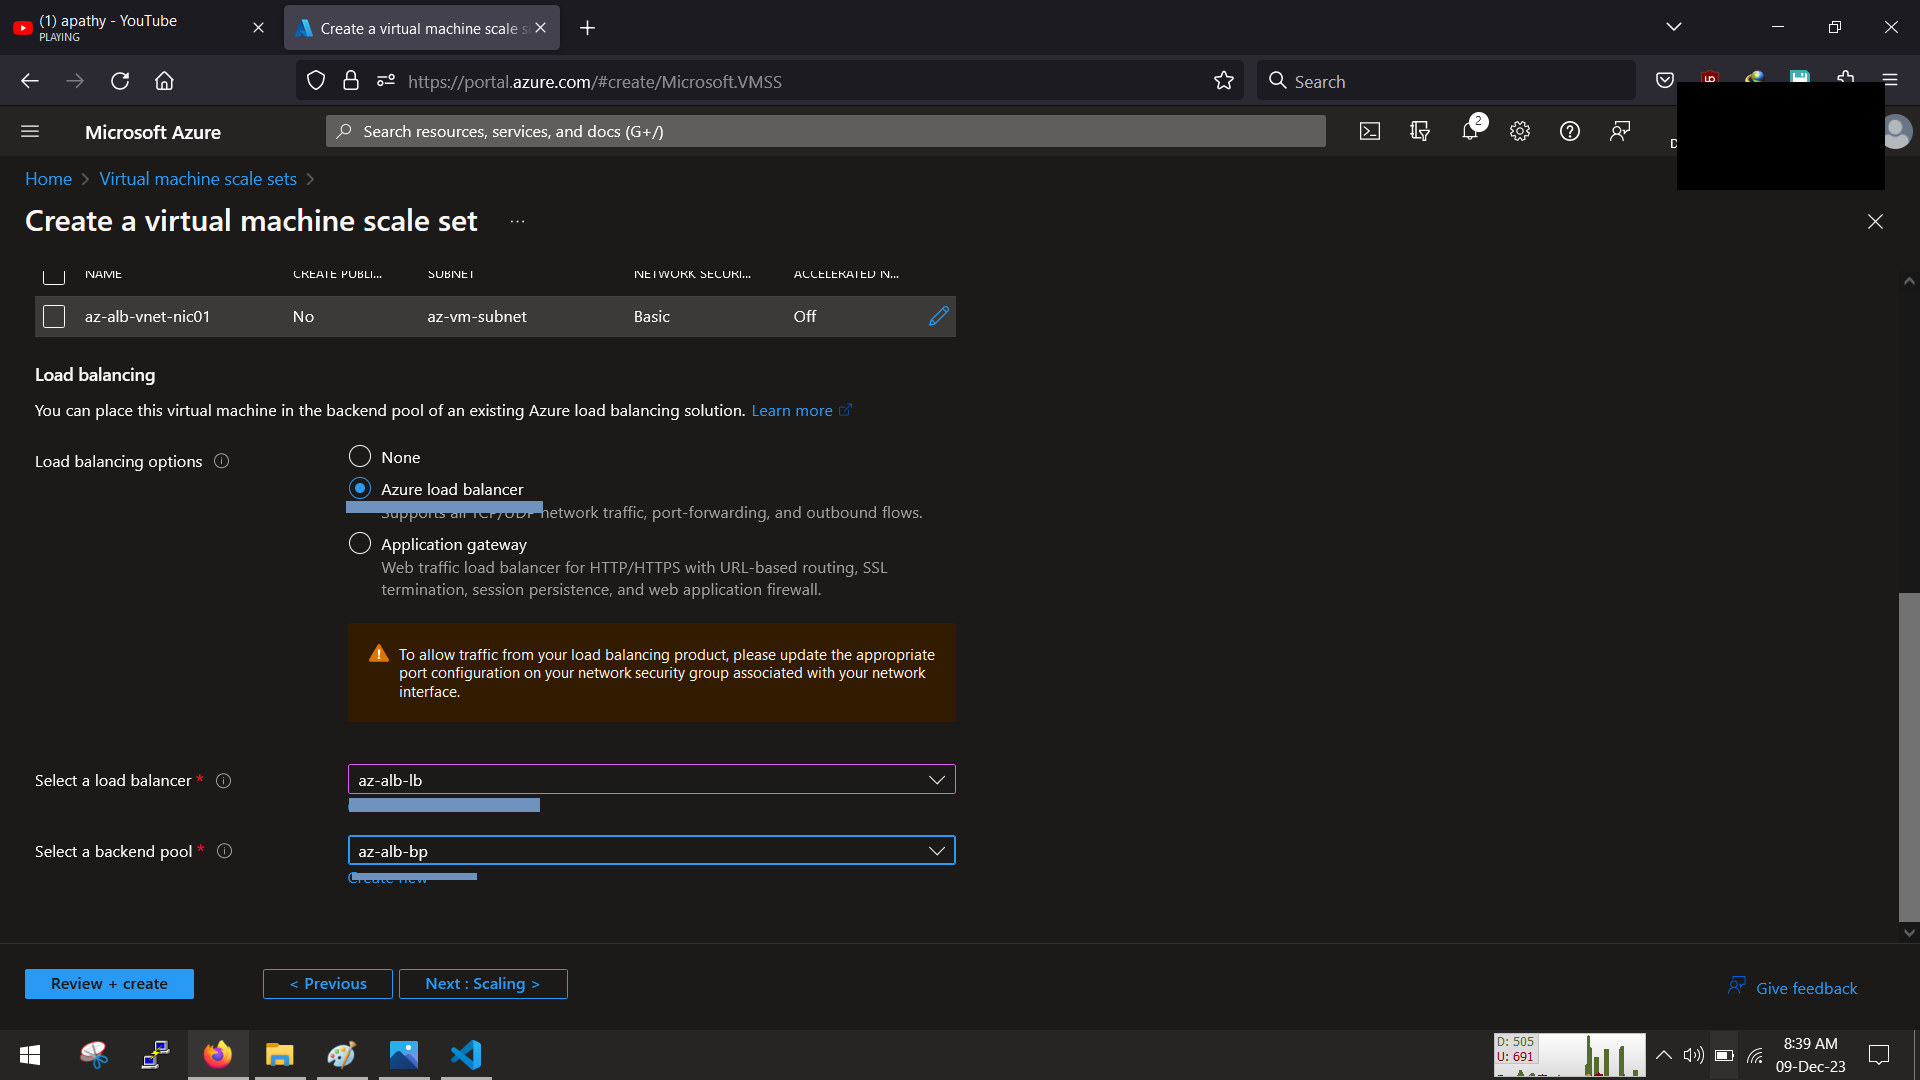 (1) apathy - YouTube
PLAYING
Create a virtual machine scale s
https://portal.azure.com/#create/Microsoft.VMSS
Search
Microsoft Azure
Search resources, services, and docs (G+/)
2
D
Home > Virtual machine scale sets >
Create a virtual machine scale set ...
NAME CREATE PUBLI... SUBNET NETWORK SECURI... ACCELERATED N...
az-alb-vnet-nic01 No az-vm-subnet Basic Off
Load balancing
You can place this virtual machine in the backend pool of an existing Azure load balancing solution. Learn more
Load balancing options
None
Azure load balancer
Supports all TCP/UDP network traffic, port-forwarding, and outbound flows.
Application gateway
Web traffic load balancer for HTTP/HTTPS with URL-based routing, SSL
termination, session persistence, and web application firewall.
To allow traffic from your load balancing product, please update the appropriate
port configuration on your network security group associated with your network
interface.
Select a load balancer *
az-alb-lb
Select a backend pool *
az-alb-bp
Create new
Review + create
< Previous
Next : Scaling >
Give feedback
D: 505
U: 691
8:39 AM
09-Dec-23